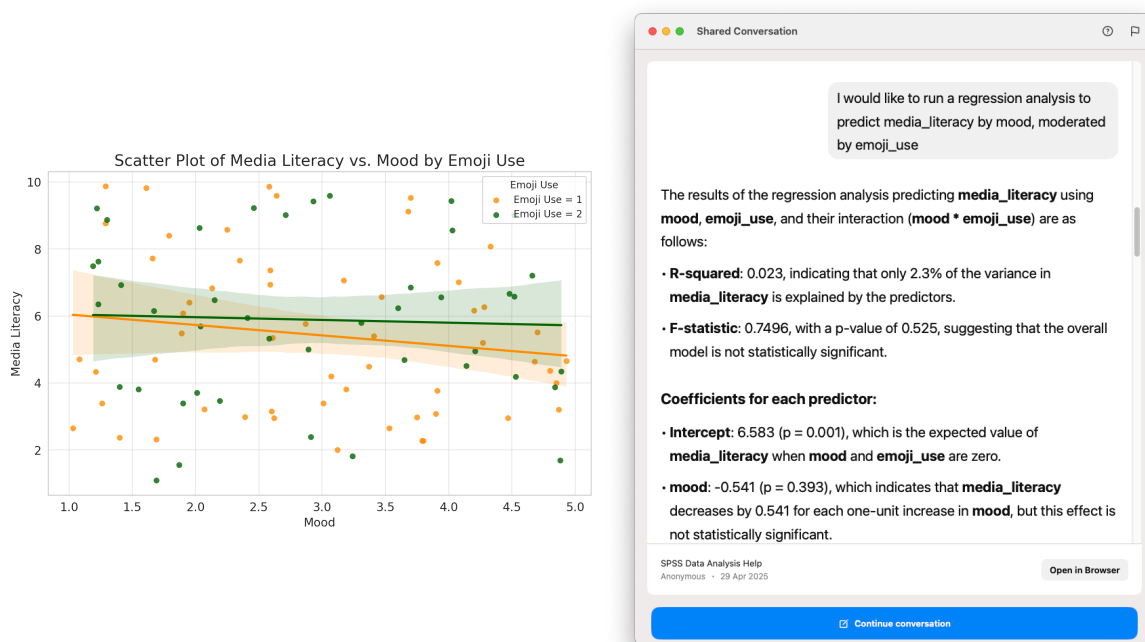 Scatter Plot of Media Literacy vs. Mood by Emoji Use
10
8
6
4
2
Media Literacy
Emoji Use
Emoji Use = 1
Emoji Use = 2
1.0 1.5 2.0 2.5 3.0 3.5 4.0 4.5 5.0
Mood
Shared Conversation
I would like to run a regression analysis to
predict media_literacy by mood, moderated
by emoji_use
The results of the regression analysis predicting media_literacy using
mood, emoji_use, and their interaction (mood * emoji_use) are as
follows:
• R-squared: 0.023, indicating that only 2.3% of the variance in
media_literacy is explained by the predictors.
• F-statistic: 0.7496, with a p-value of 0.525, suggesting that the overall
model is not statistically significant.
Coefficients for each predictor:
• Intercept: 6.583 (p = 0.001), which is the expected value of
media_literacy when mood and emoji_use are zero.
• mood: -0.541 (p = 0.393), which indicates that media_literacy
decreases by 0.541 for each one-unit increase in mood, but this effect is
not statistically significant.
SPSS Data Analysis Help
Anonymous • 29 Apr 2025
Open in Browser
Continue conversation